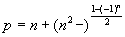 p = n + (n² −)^((1−(−1)ⁿ)/2)